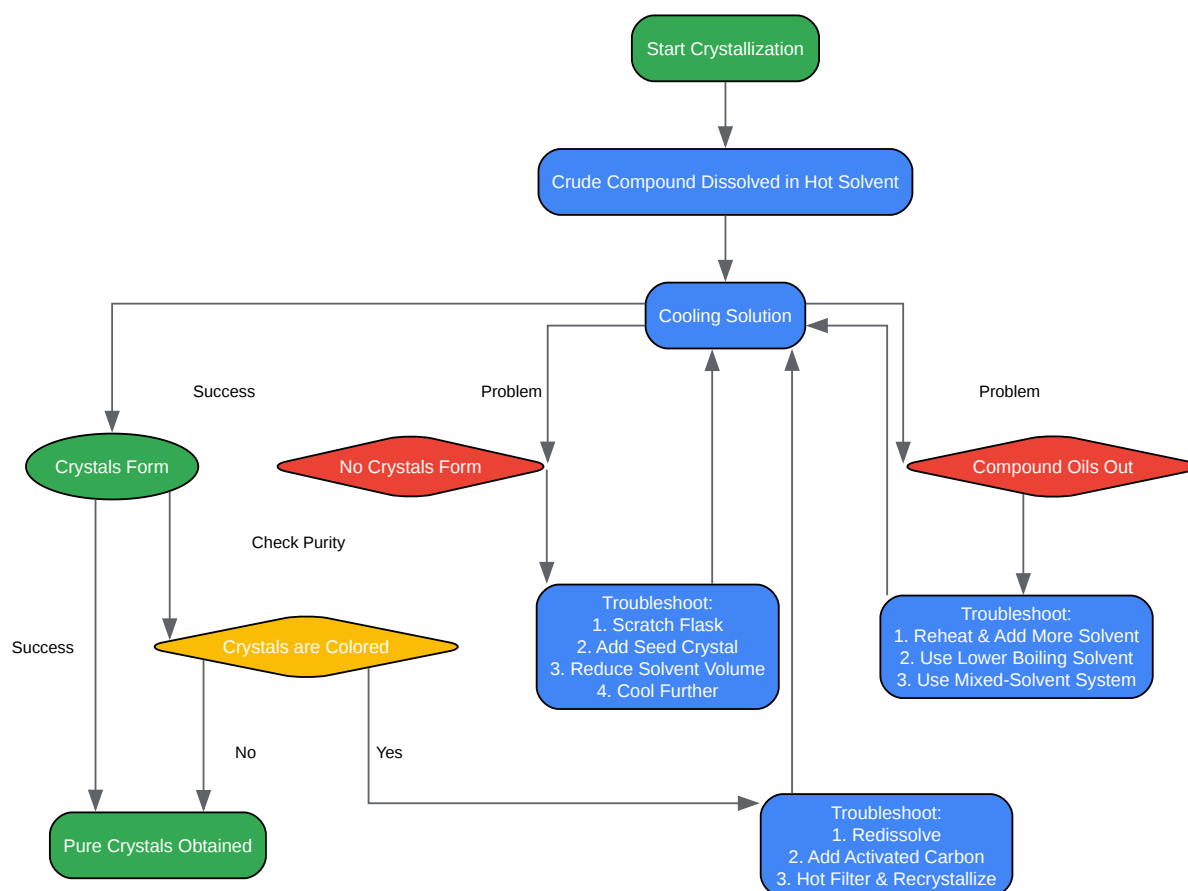 Start Crystallization
Crude Compound Dissolved in Hot Solvent
Cooling Solution
Success
Problem
Problem
Crystals Form
No Crystals Form
Compound Oils Out
Check Purity
Troubleshoot:
1. Scratch Flask
2. Add Seed Crystal
3. Reduce Solvent Volume
4. Cool Further
Troubleshoot:
1. Reheat & Add More Solvent
2. Use Lower Boiling Solvent
3. Use Mixed-Solvent System
Success
Crystals are Colored
No
Yes
Pure Crystals Obtained
Troubleshoot:
1. Redissolve
2. Add Activated Carbon
3. Hot Filter & Recrystallize